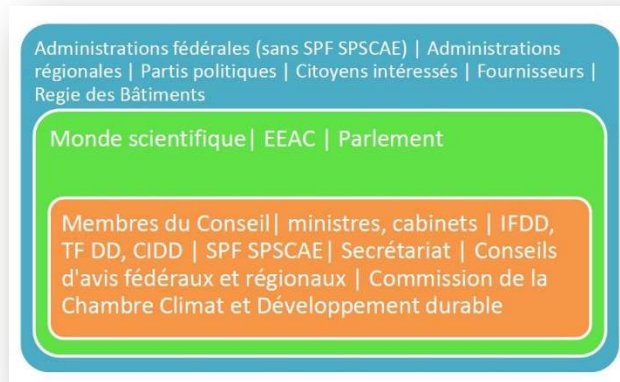 Administrations fédérales (sans SPF SPSCAE) | Administrations
régionales | Partis politiques | Citoyens intéressés | Fournisseurs |
Regie des Bâtiments
Monde scientifique| EEAC | Parlement
Membres du Conseil| ministres, cabinets | IFDD,
TF DD, CIDD | SPF SPSCAE| Secrétariat | Conseils
d'avis fédéraux et régionaux | Commission de la
Chambre Climat et Développement durable